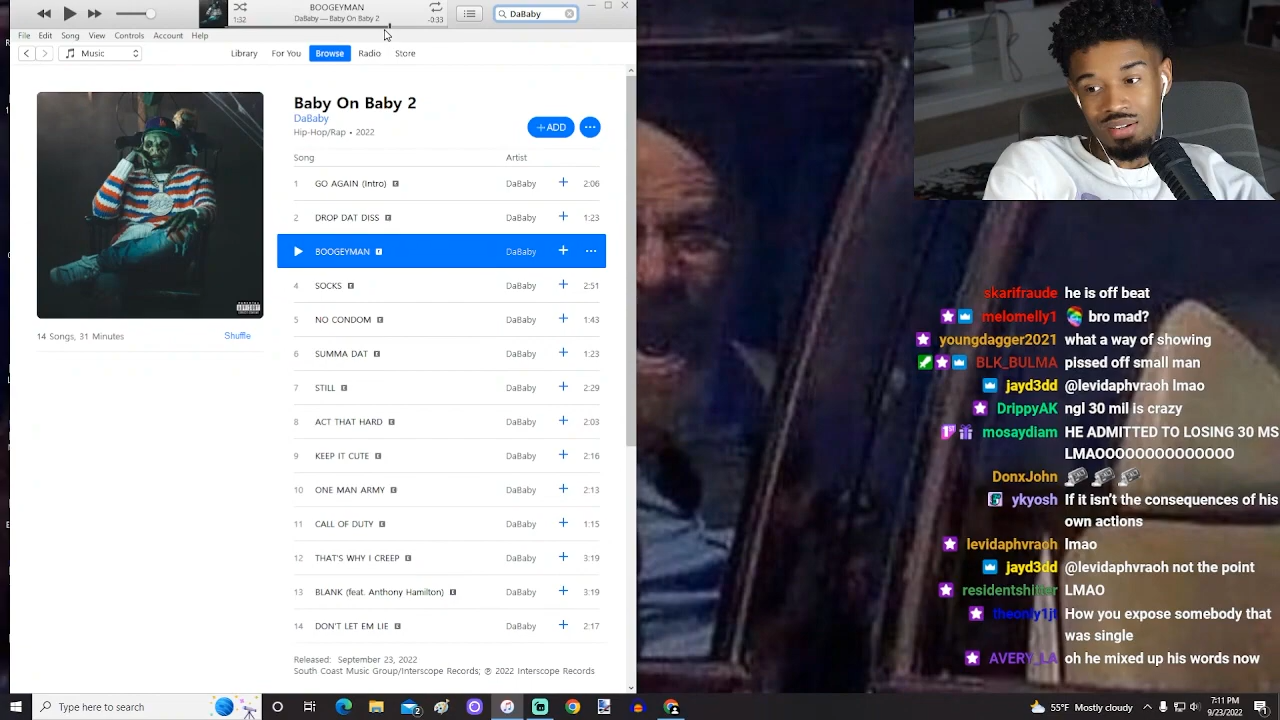 BOOGEYMAN
DaBaby — Baby On Baby 2
1:32
-0:33
DaBaby
File Edit Song View Controls Account Help
Music
Library For You Browse Radio Store
Baby On Baby 2
DaBaby
Hip-Hop/Rap • 2022
+ ADD
Song Artist
1 GO AGAIN (Intro) E DaBaby + 2:06
2 DROP DAT DISS E DaBaby + 1:23
BOOGEYMAN E DaBaby + ...
4 SOCKS E DaBaby + 2:51
5 NO CONDOM E DaBaby + 1:43
6 SUMMA DAT E DaBaby + 1:23
7 STILL E DaBaby + 2:29
8 ACT THAT HARD E DaBaby + 2:03
9 KEEP IT CUTE E DaBaby + 2:16
10 ONE MAN ARMY E DaBaby + 2:13
11 CALL OF DUTY E DaBaby + 1:15
12 THAT'S WHY I CREEP E DaBaby + 3:19
13 BLANK (feat. Anthony Hamilton) E DaBaby + 3:19
14 DON'T LET EM LIE E DaBaby + 2:17
14 Songs, 31 Minutes
Shuffle
Released: September 23, 2022
South Coast Music Group/Interscope Records; ℗ 2022 Interscope Records
skarifraude he is off beat
melomelly1 bro mad?
youngdagger2021 what a way of showing
BLK_BULMA pissed off small man
jayd3dd @levidaphvraoh lmao
DrippyAK ngl 30 mil is crazy
mosaydiam HE ADMITTED TO LOSING 30 MS
LMAOOOOOOOOOOOOO
DonxJohn
ykyosh If it isn't the consequences of his
own actions
levidaphvraoh lmao
jayd3dd @levidaphvraoh not the point
residentshitter LMAO
theonly1jt How you expose somebody that
was single
AVERY_LA oh he mixed up his words now
Type here to search
2
55°F Mostly cloudy
7:11 PM
9/23/2022